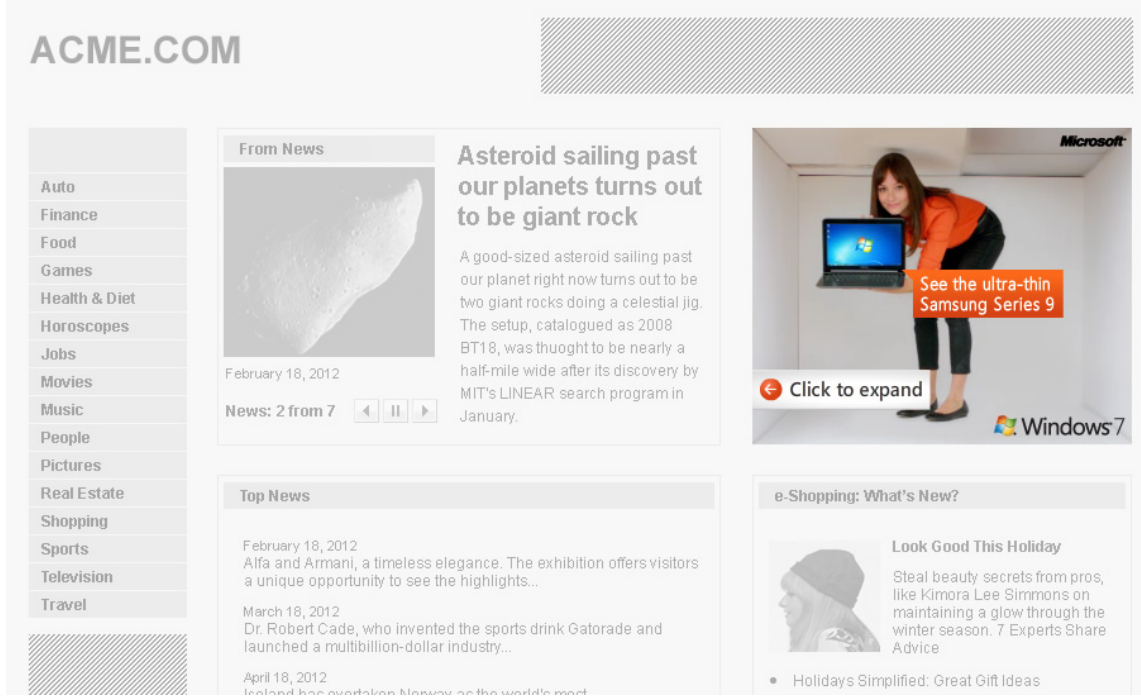 ACME.COM
Auto
Finance
Food
Games
Health & Diet
Horoscopes
Jobs
Movies
Music
People
Pictures
Real Estate
Shopping
Sports
Television
Travel
From News
February 18, 2012
News: 2 from 7
Asteroid sailing past
our planets turns out
to be giant rock
A good-sized asteroid sailing past
our planet right now turns out to be
two giant rocks doing a celestial jig.
The setup, catalogued as 2008
BT18, was thuoght to be nearly a
half-mile wide after its discovery by
MIT's LINEAR search program in
January.
Microsoft
See the ultra-thin
Samsung Series 9
Click to expand
Windows 7
Top News
February 18, 2012
Alfa and Armani, a timeless elegance. The exhibition offers visitors
a unique opportunity to see the highlights...
March 18, 2012
Dr. Robert Cade, who invented the sports drink Gatorade and
launched a multibillion-dollar industry...
April 18, 2012
Iceland has overtaken Norway as the world's most
e-Shopping: What's New?
Look Good This Holiday
Steal beauty secrets from pros,
like Kimora Lee Simmons on
maintaining a glow through the
winter season. 7 Experts Share
Advice
Holidays Simplified: Great Gift Ideas